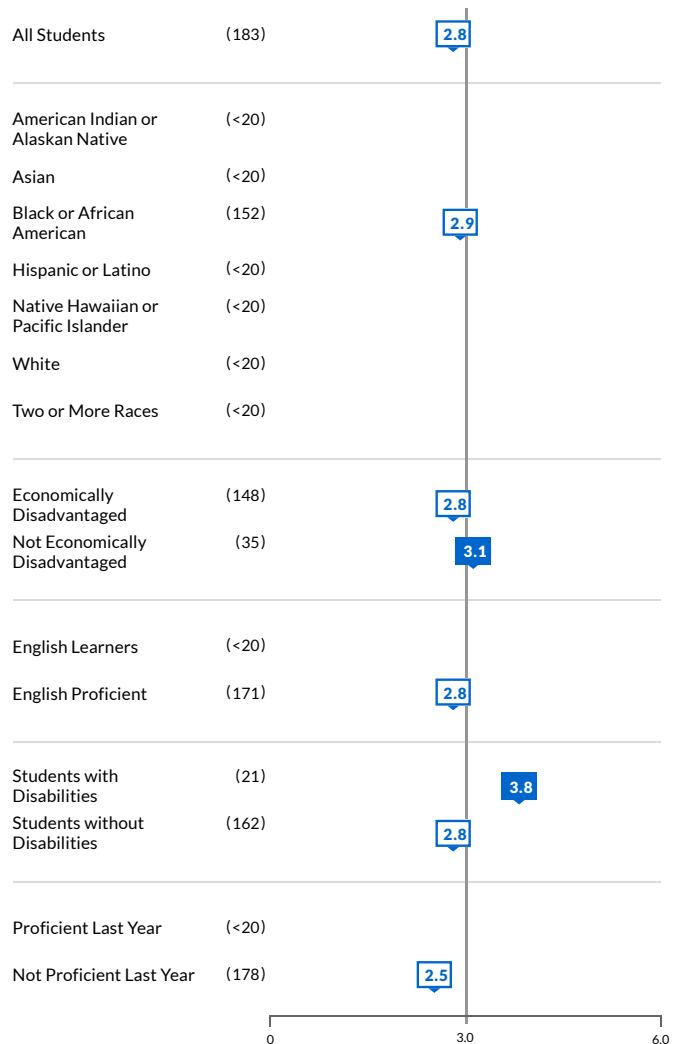 All Students (183) 2.8
American Indian or (<20)
Alaskan Native
Asian (<20)
Black or African (152) 2.9
American
Hispanic or Latino (<20)
Native Hawaiian or (<20)
Pacific Islander
White (<20)
Two or More Races (<20)
Economically (148) 2.8
Disadvantaged
Not Economically (35) 3.1
Disadvantaged
English Learners (<20)
English Proficient (171) 2.8
Students with (21) 3.8
Disabilities
Students without (162) 2.8
Disabilities
Proficient Last Year (<20)
Not Proficient Last Year (178) 2.5
0 3.0 6.0